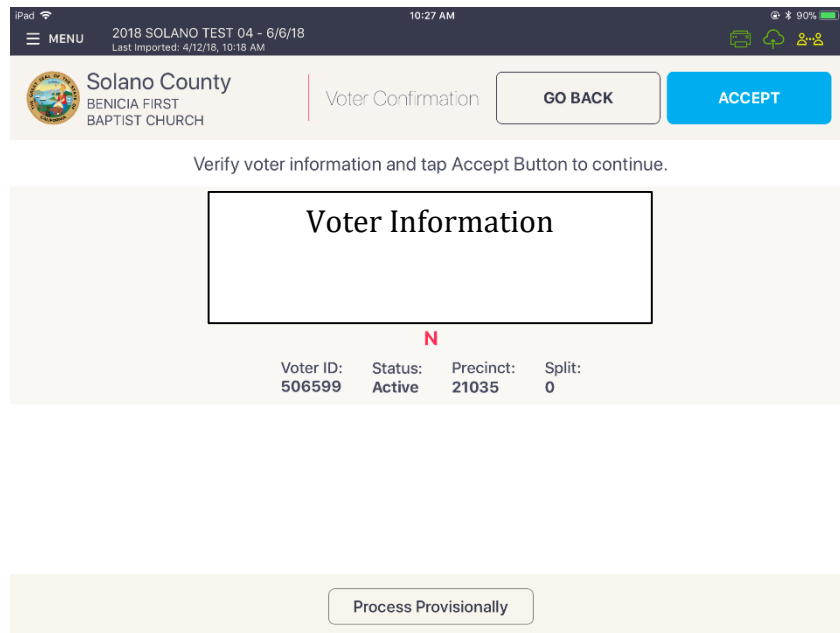 iPad 10:27 AM 90%
MENU 2018 SOLANO TEST 04 - 6/6/18
Last Imported: 4/12/18, 10:18 AM
Solano County
BENICIA FIRST
BAPTIST CHURCH
Voter Confirmation
GO BACK
ACCEPT
Verify voter information and tap Accept Button to continue.
Voter Information
N
Voter ID: Status: Precinct: Split:
506599 Active 21035 0
Process Provisionally